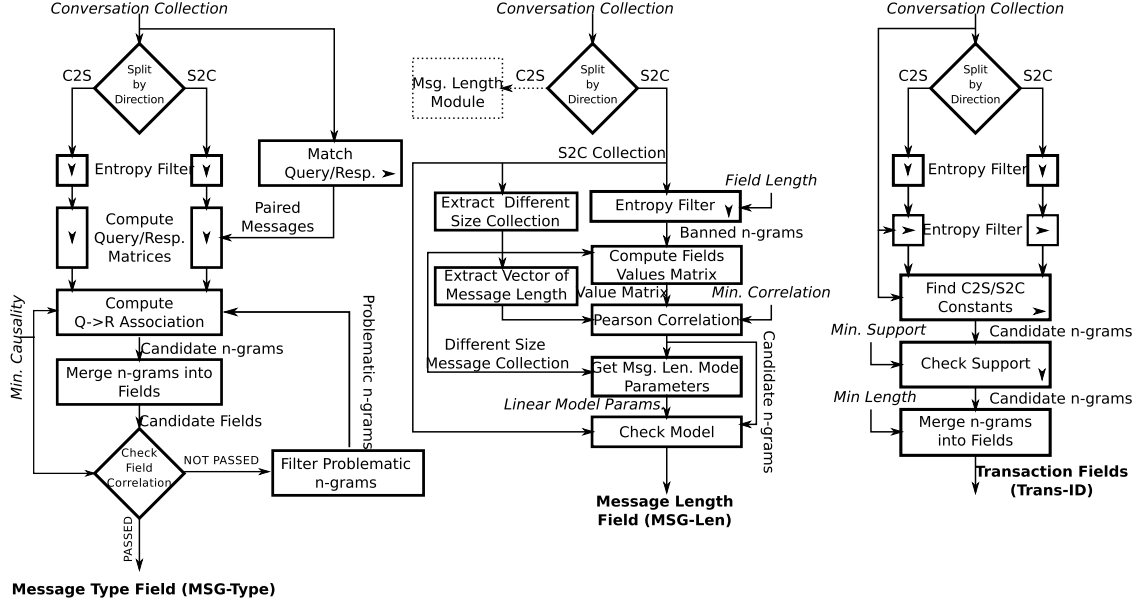 Conversation Collection
C2S
Split
by
Direction
S2C
Match
Query/Resp.
Entropy Filter
Paired
Messages
Compute
Query/Resp.
Matrices
Compute
Q->R Association
Min. Causality
Problematic n-grams
Candidate n-grams
Merge n-grams into
Fields
Candidate Fields
Check
Field
Correlation
NOT PASSED
Filter Problematic
n-grams
PASSED
Message Type Field (MSG-Type)
Conversation Collection
Msg. Length
Module
C2S
Split
by
Direction
S2C
S2C Collection
Field Length
Extract Different
Size Collection
Entropy Filter
Banned n-grams
Compute Fields
Values Matrix
Extract Vector of
Message Length
Value Matrix
Min. Correlation
Pearson Correlation
Different Size
Message Collection
Candidate n-grams
Get Msg. Len. Mode
Parameters
Linear Model Params.
Check Model
Message Length
Field (MSG-Len)
Conversation Collection
C2S
Split
by
Direction
S2C
Entropy Filter
Entropy Filter
Find C2S/S2C
Constants
Min. Support
Candidate n-grams
Check Support
Min Length
Candidate n-grams
Merge n-grams
into Fields
Transaction Fields
(Trans-ID)